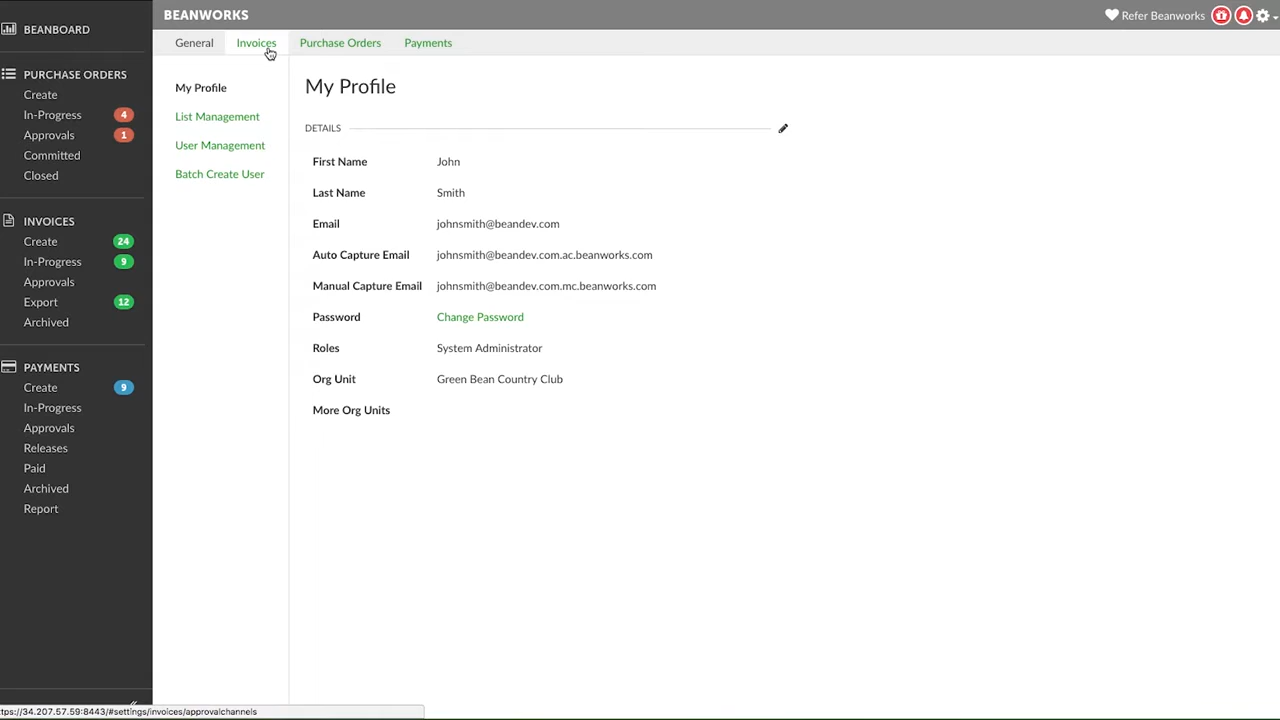 BEANWORKS
Refer Beanworks
BEANBOARD
PURCHASE ORDERS
Create
In-Progress 4
Approvals 1
Committed
Closed
INVOICES
Create 24
In-Progress 9
Approvals
Export 12
Archived
PAYMENTS
Create 9
In-Progress
Approvals
Releases
Paid
Archived
Report
General Invoices Purchase Orders Payments
My Profile
List Management
User Management
Batch Create User
My Profile
DETAILS
First Name John
Last Name Smith
Email johnsmith@beandev.com
Auto Capture Email johnsmith@beandev.com.ac.beanworks.com
Manual Capture Email johnsmith@beandev.com.mc.beanworks.com
Password Change Password
Roles System Administrator
Org Unit Green Bean Country Club
More Org Units
ttps://34.207.57.59:8443/#settings/invoices/approvalchannels